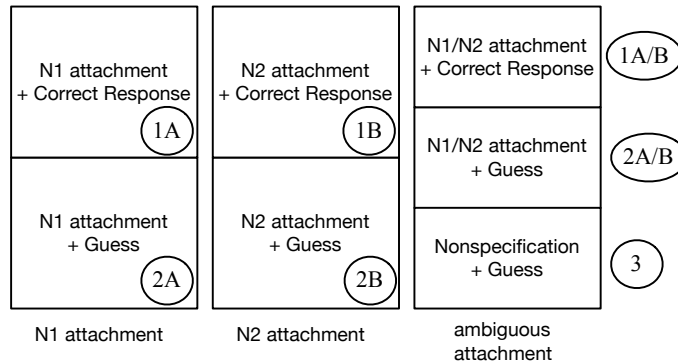 N1 attachment
+ Correct Response
1A
N1 attachment
+ Guess
2A
N1 attachment
N2 attachment
+ Correct Response
1B
N2 attachment
+ Guess
2B
N2 attachment
N1/N2 attachment
+ Correct Response
1A/B
N1/N2 attachment
+ Guess
2A/B
Nonspecification
+ Guess
3
ambiguous
attachment